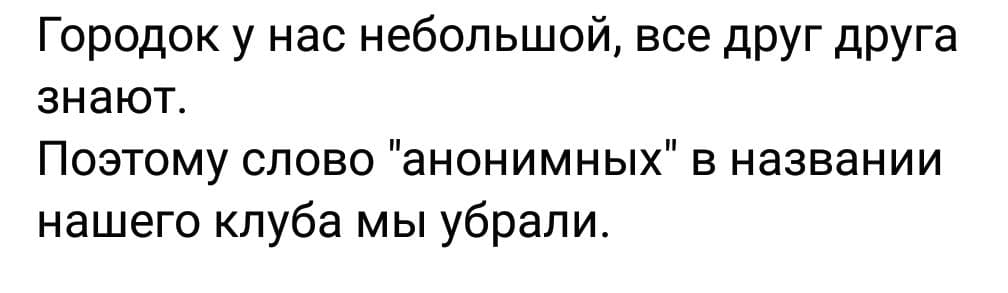 Городок у нас небольшой, все друг друга
знают.
Поэтому слово "анонимных" в названии
нашего клуба мы убрали.